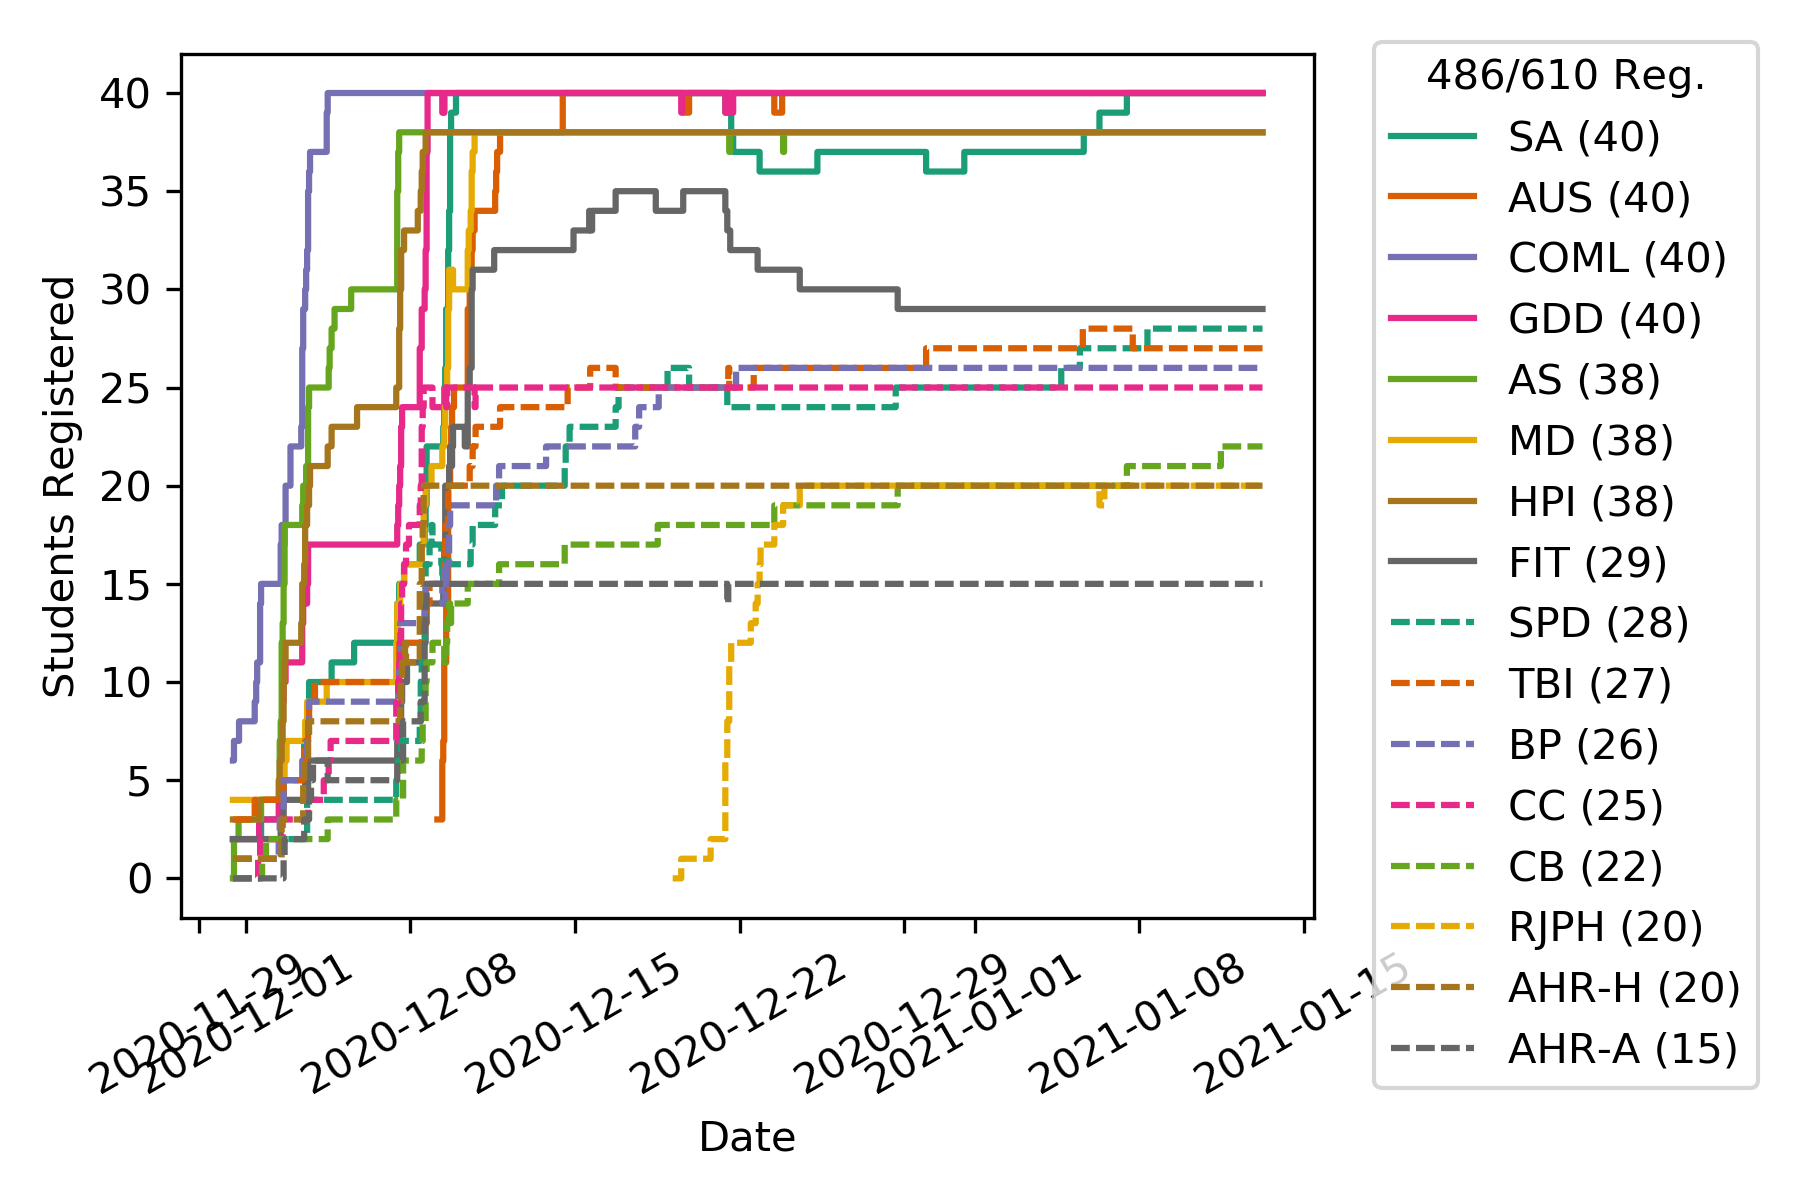 486/610 Reg.
SA (40)
AUS (40)
COML (40)
GDD (40)
AS (38)
MD (38)
HPI (38)
FIT (29)
SPD (28)
TBI (27)
BP (26)
CC (25)
CB (22)
RJPH (20)
AHR-H (20)
AHR-A (15)
Students Registered
40
35
30
25
20
15
10
5
0
2020-11-29
2020-12-01
2020-12-08
2020-12-15
2020-12-22
2020-12-29
2021-01-01
2021-01-08
2021-01-15
Date